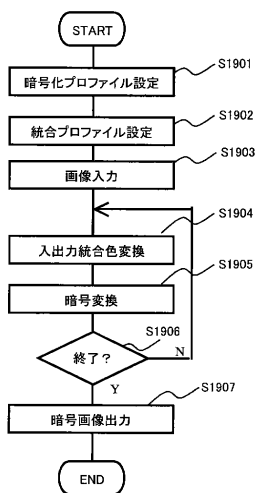 START
暗号化プロファイル設定
S1901
統合プロファイル設定
S1902
画像入力
S1903
入出力統合色変換
S1904
暗号変換
S1905
終了？
S1906
N
Y
暗号画像出力
S1907
END